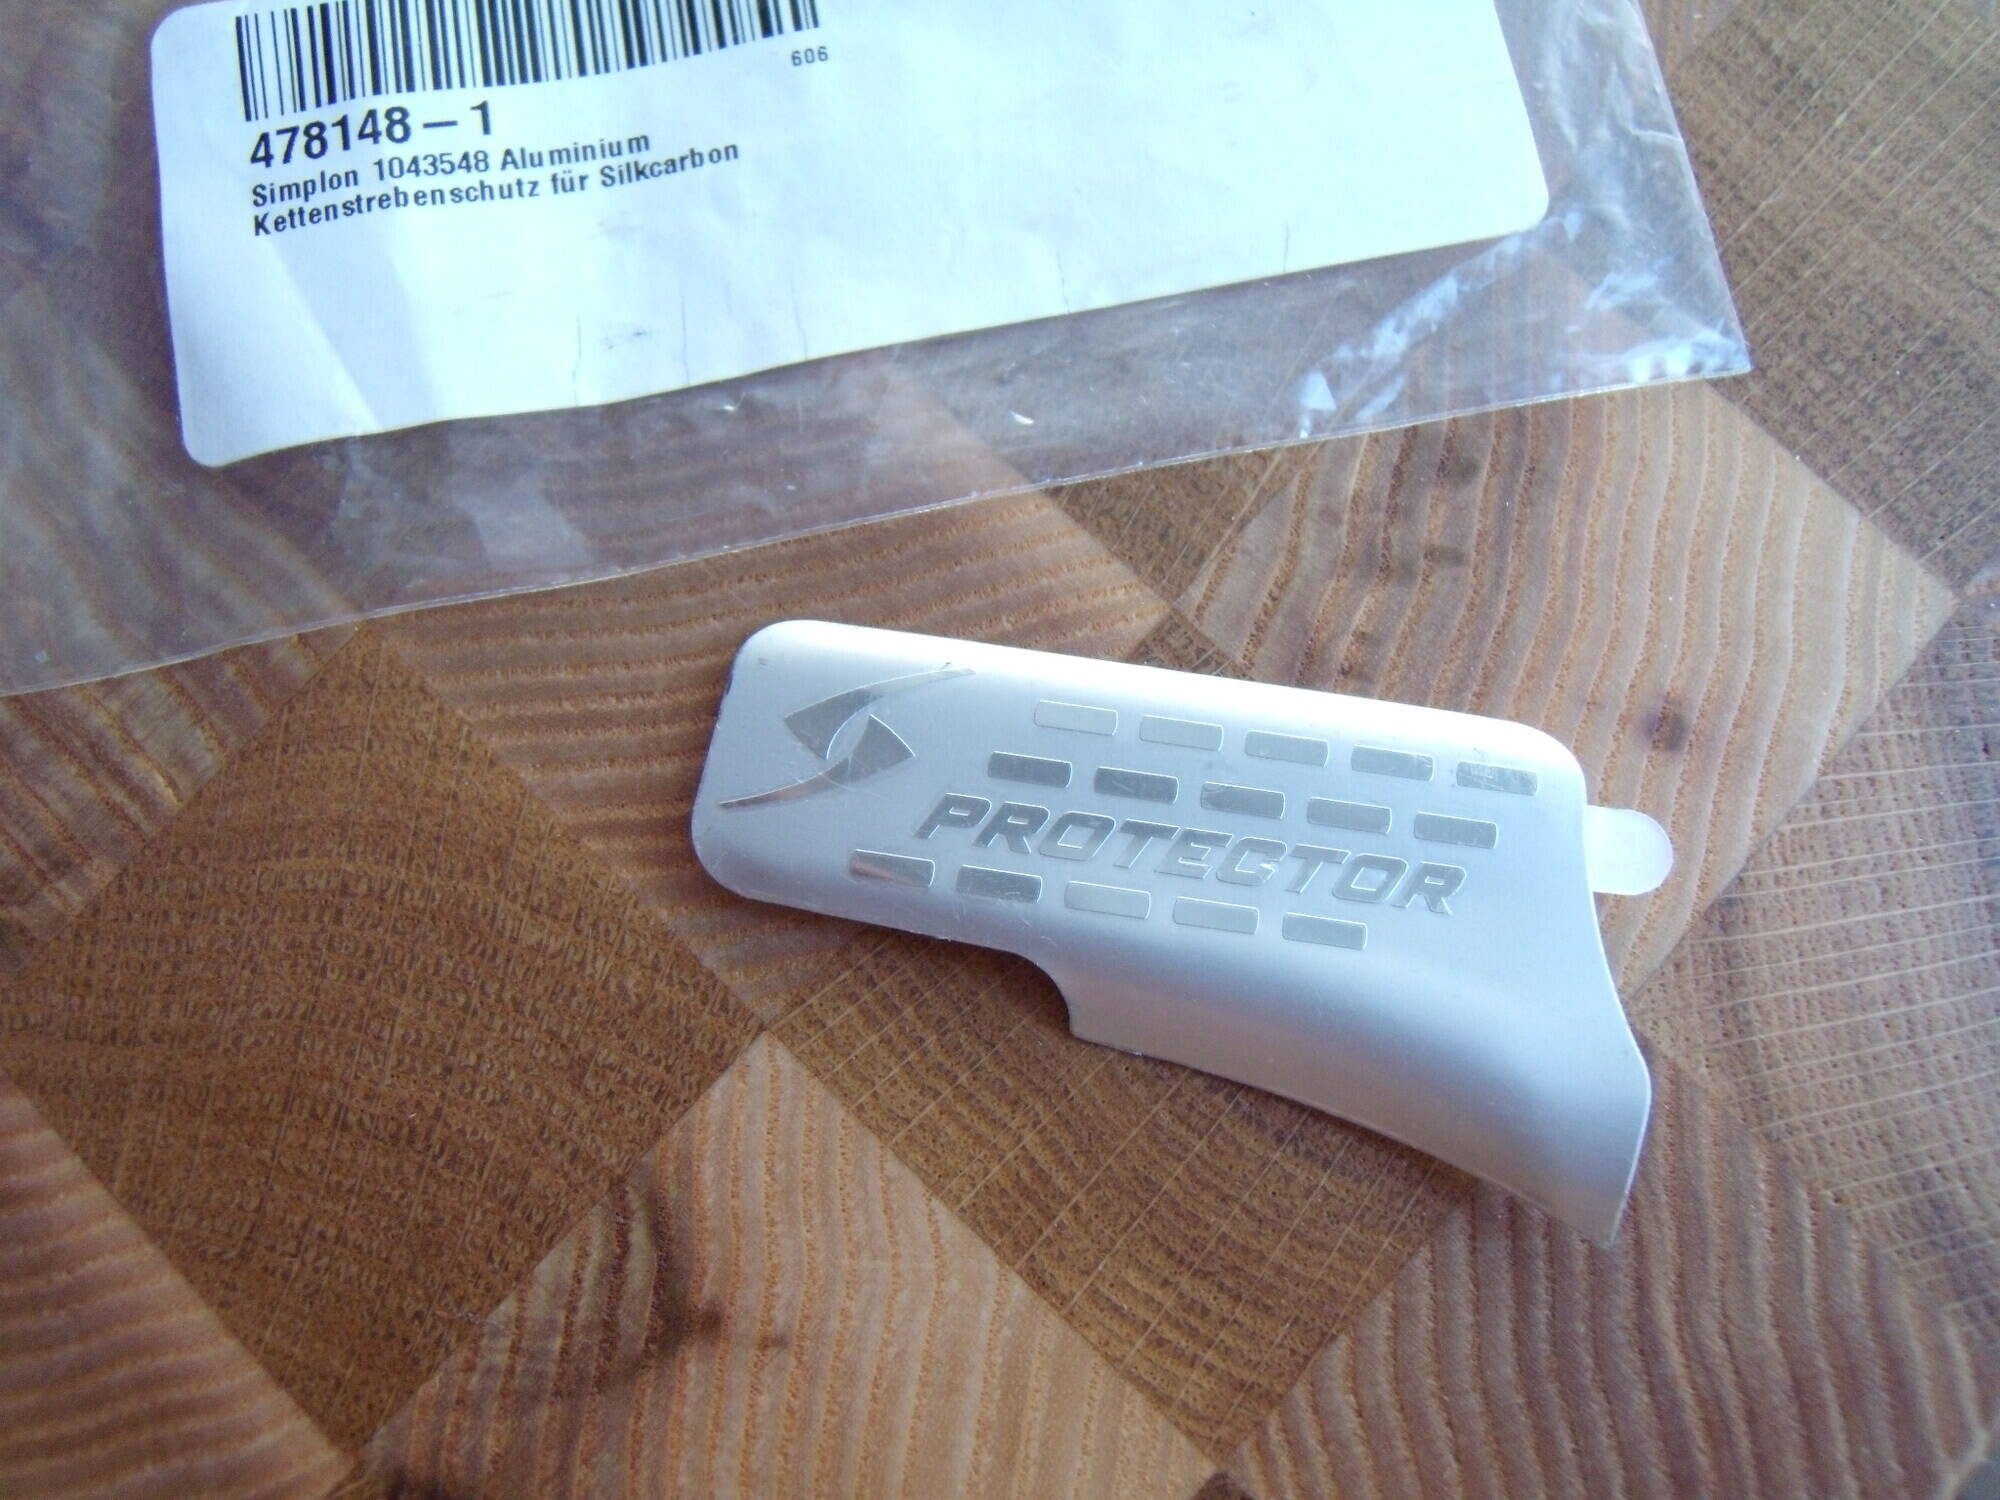 606
478148-1
Simplon 1043548 Aluminium
Kettenstrebenschutz für Silkcarbon
PROTECTOR